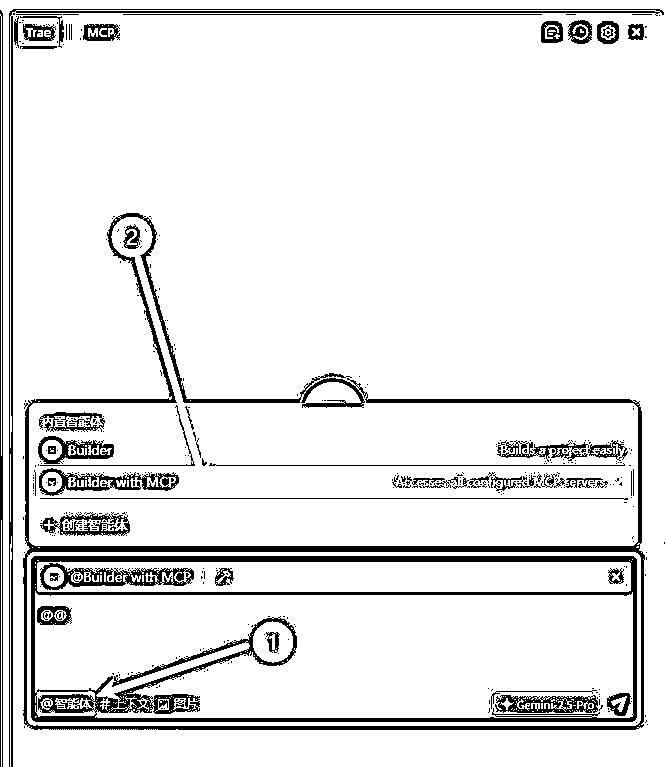 Trae MCP
2
内置智能体
Builder Builds a project easily
Builder with MCP Accesses all configured MCP servers
+ 创建智能体
@Builder with MCP
@@
1
@智能体 # 上下文 图片 Gemini-2.5-Pro